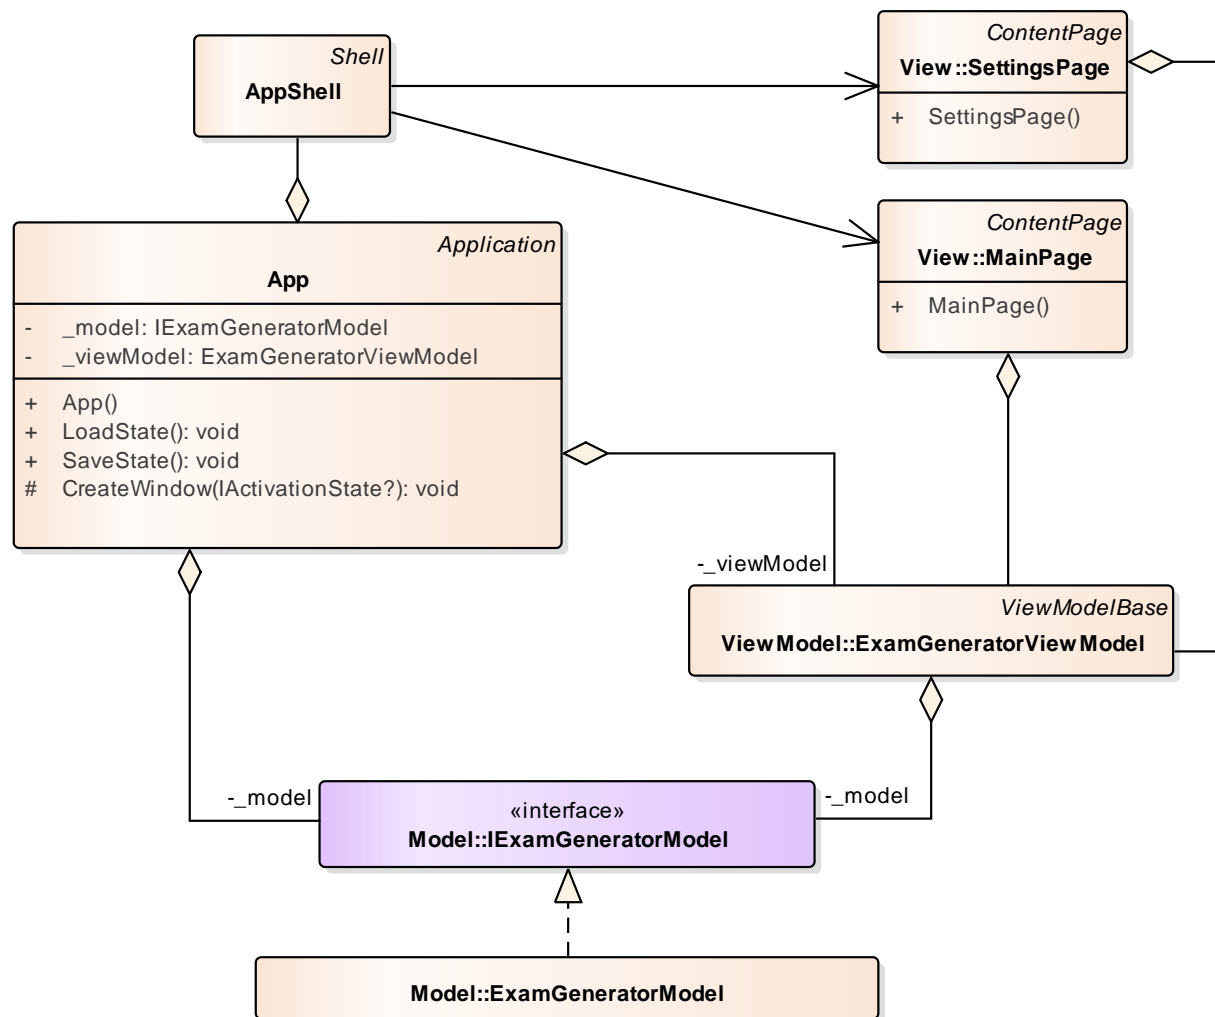 Shell
AppShell
ContentPage
View::SettingsPage
+ SettingsPage()
ContentPage
View::MainPage
+ MainPage()
Application
App
- _model: IExamGeneratorModel
- _viewModel: ExamGeneratorViewModel
+ App()
+ LoadState(): void
+ SaveState(): void
# CreateWindow(IActivationState?): void
-_viewModel
ViewModelBase
ViewModel::ExamGeneratorViewModel
-_model
-_model
«interface»
Model::IExamGeneratorModel
Model::ExamGeneratorModel